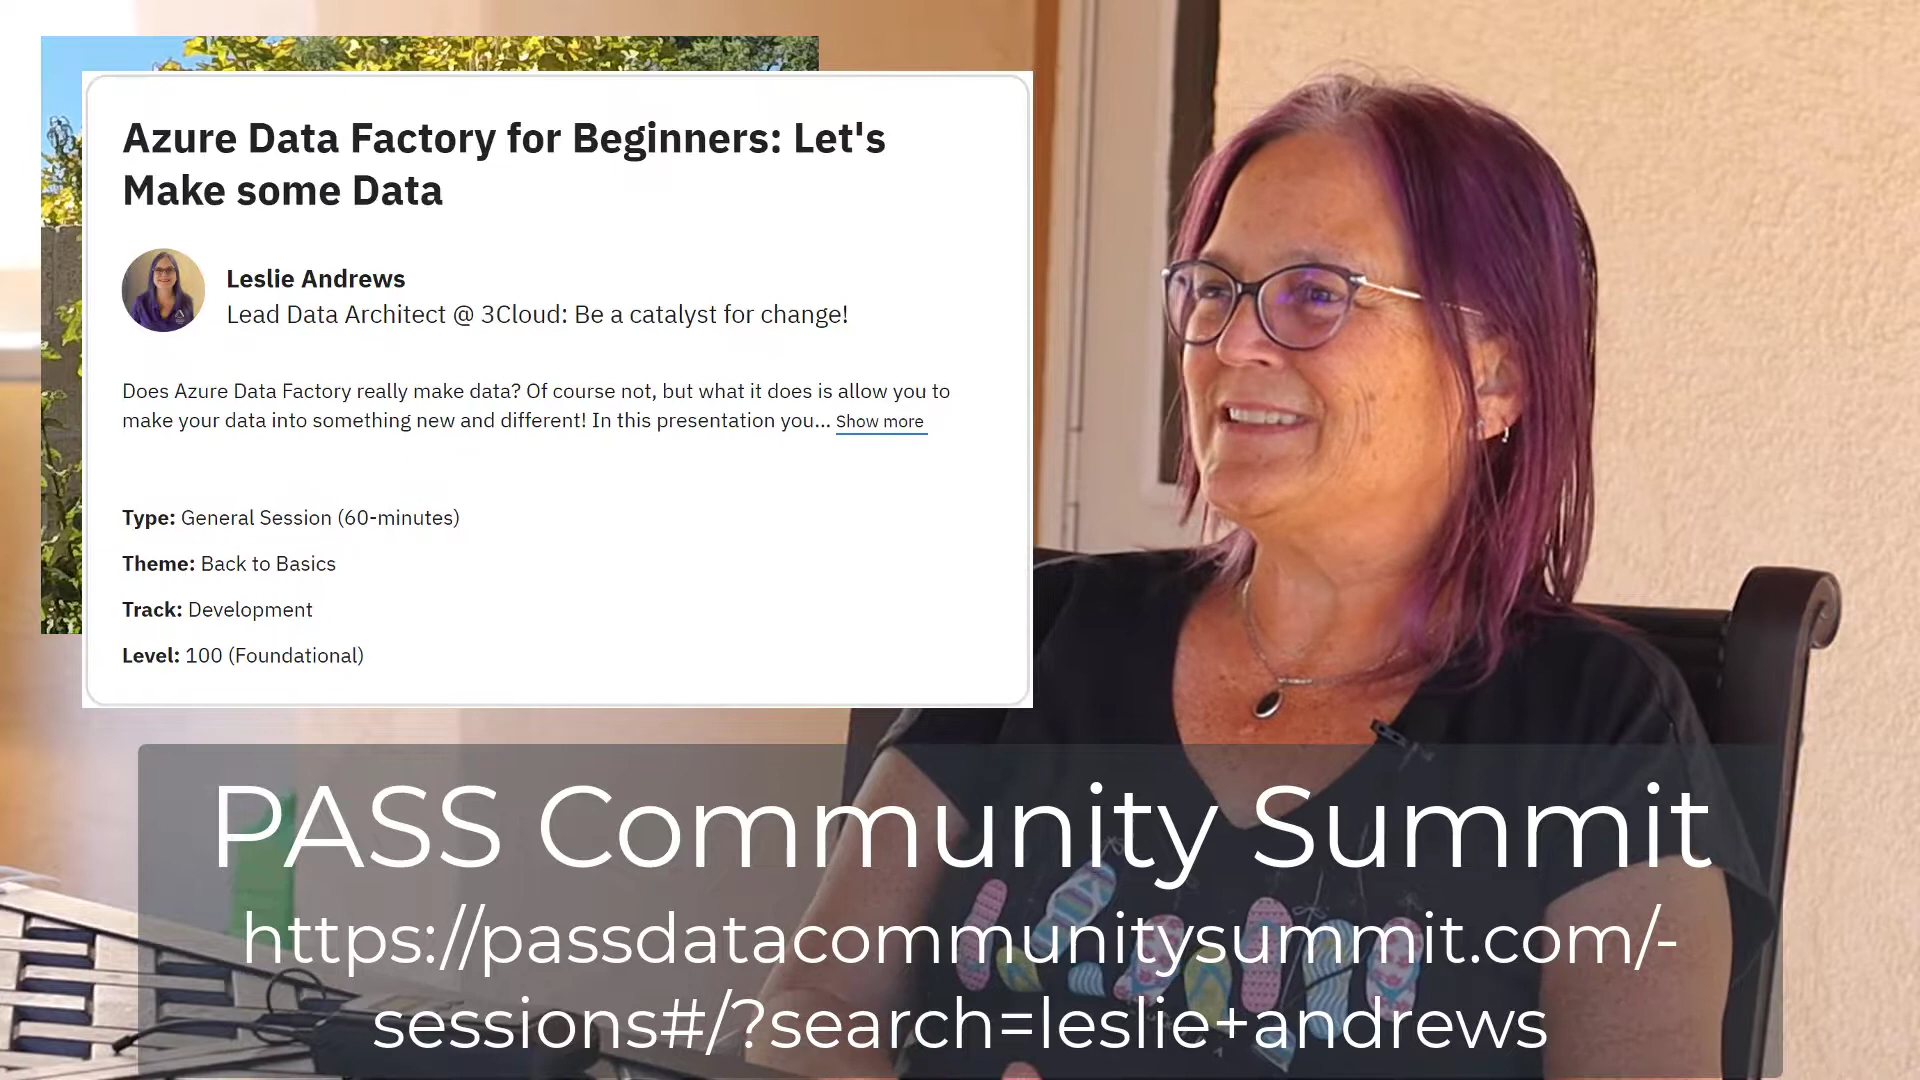 Azure Data Factory for Beginners: Let's
Make some Data
Leslie Andrews
Lead Data Architect @ 3Cloud: Be a catalyst for change!
Does Azure Data Factory really make data? Of course not, but what it does is allow you to
make your data into something new and different! In this presentation you... Show more
Type: General Session (60-minutes)
Theme: Back to Basics
Track: Development
Level: 100 (Foundational)
PASS Community Summit
https://passdatacommunitysummit.com/-
sessions#/?search=leslie+andrews